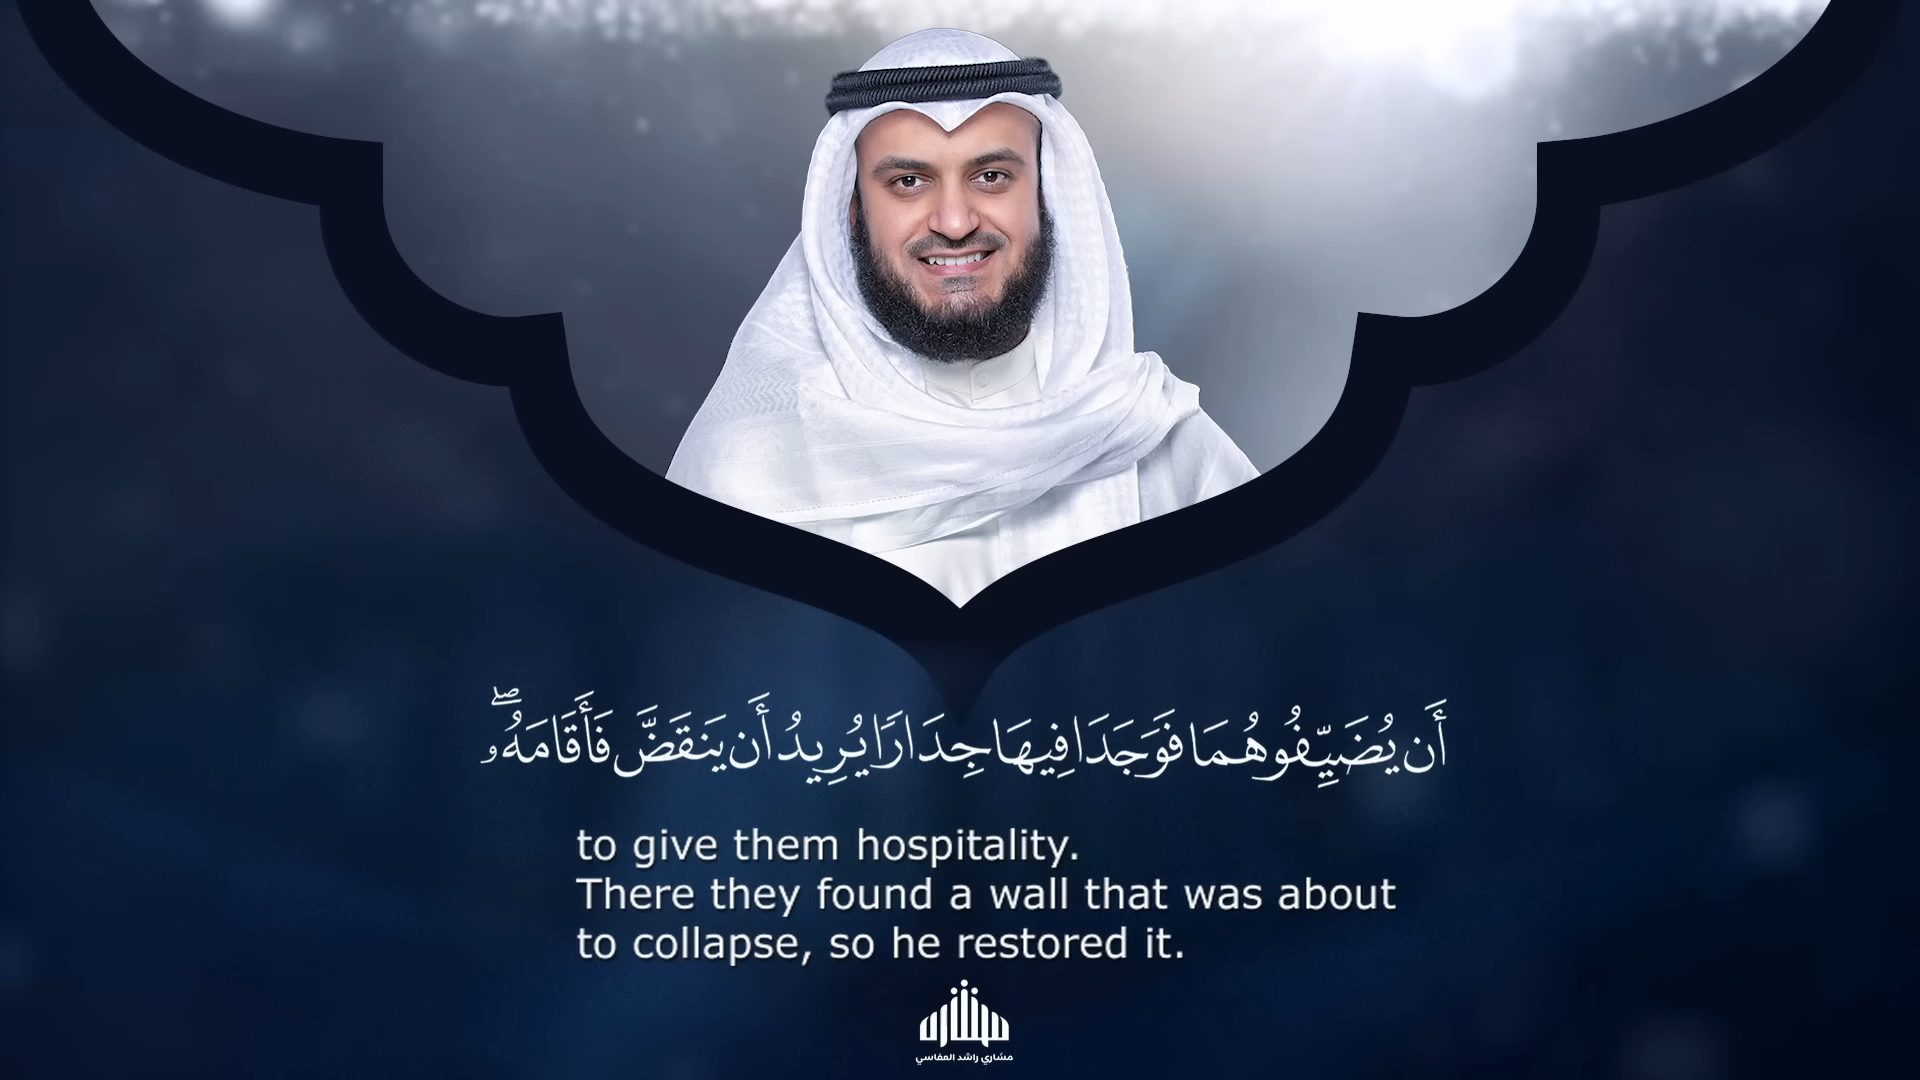 أَن يُضَيِّفُوهُمَا فَوَجَدَا فِيهَا جِدَارًا يُرِيدُ أَن يَنقَضَّ فَأَقَامَهُۥ ۖ
to give them hospitality.
There they found a wall that was about
to collapse, so he restored it.
مشاري راشد العفاسي